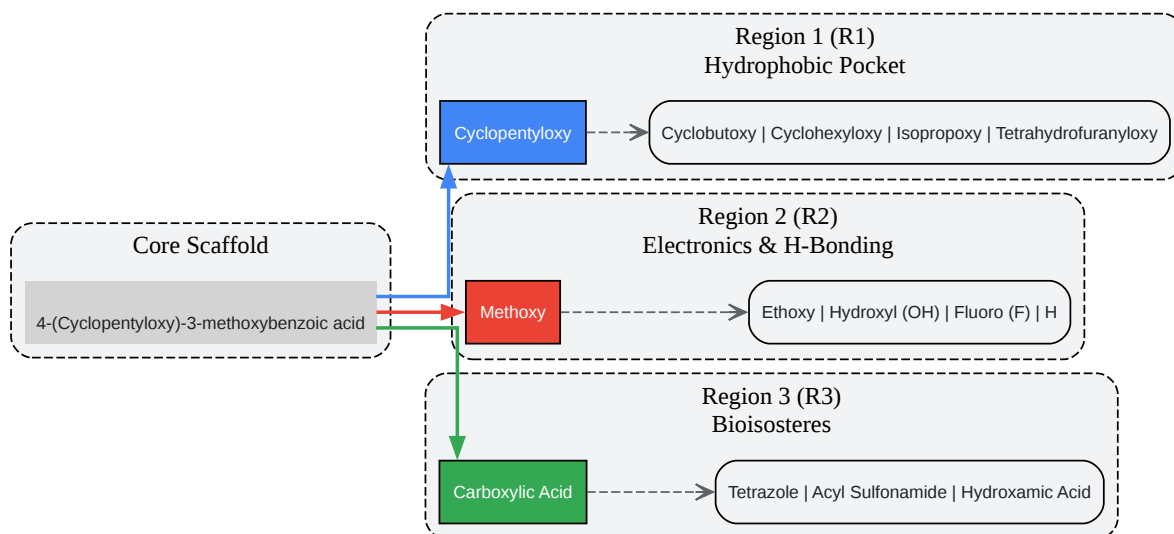 Region 1 (R1)
Hydrophobic Pocket
Cyclopentyloxy
Cyclobutoxy | Cyclohexyloxy | Isopropoxy | Tetrahydrofuranyloxy
Core Scaffold
4-(Cyclopentyloxy)-3-methoxybenzoic acid
Region 2 (R2)
Electronics & H-Bonding
Methoxy
Ethoxy | Hydroxyl (OH) | Fluoro (F) | H
Region 3 (R3)
Bioisosteres
Carboxylic Acid
Tetrazole | Acyl Sulfonamide | Hydroxamic Acid